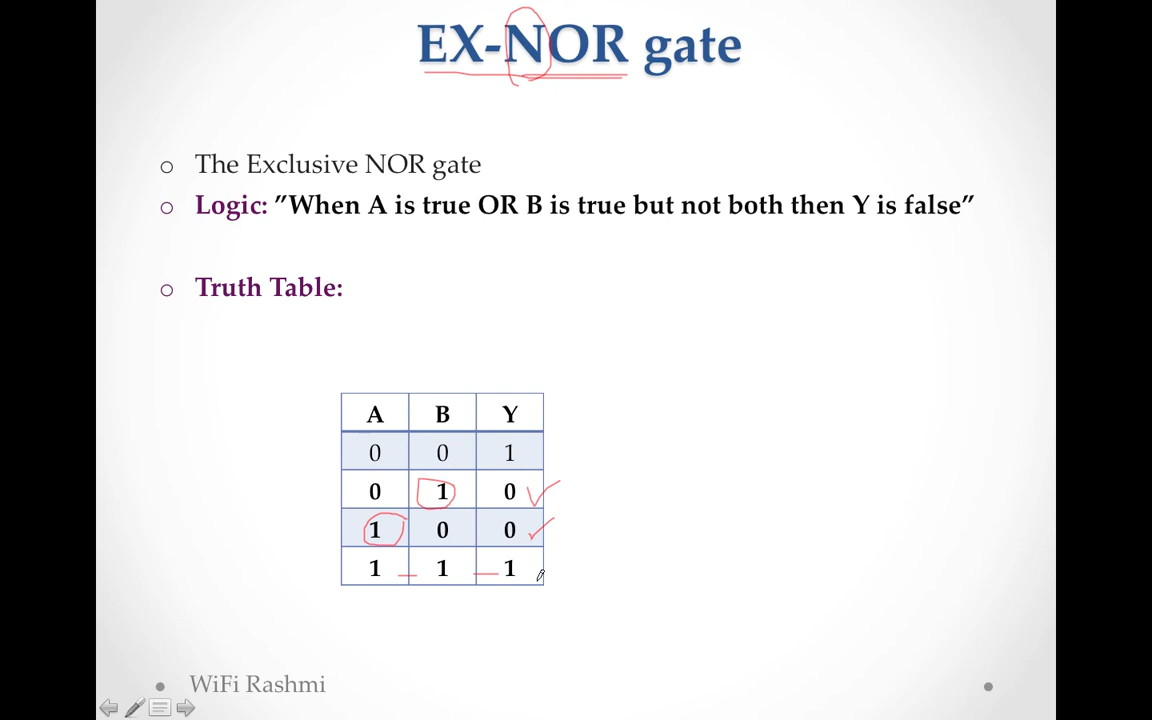 EX-NOR gate
o The Exclusive NOR gate
o Logic: ”When A is true OR B is true but not both then Y is false”
o Truth Table:
A B Y
0 0 1
0 1 0
1 0 0
1 1 1
WiFi Rashmi